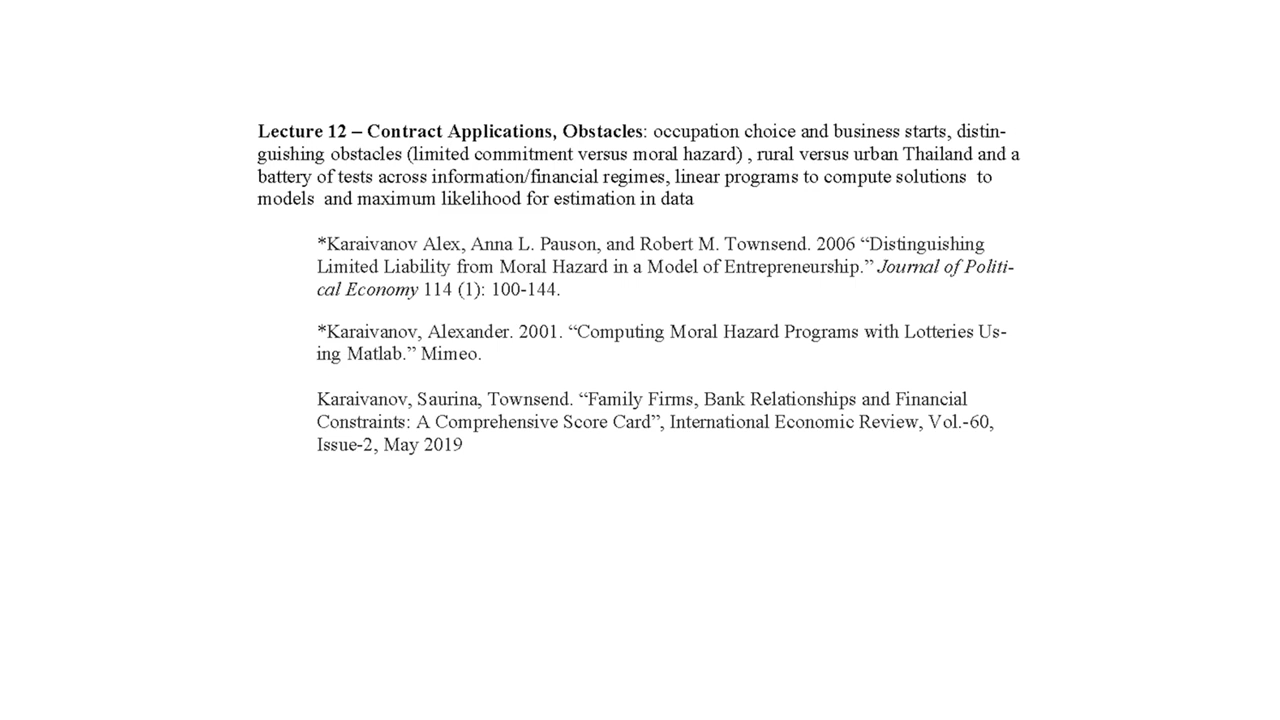 Lecture 12 – Contract Applications, Obstacles: occupation choice and business starts, distin-
guishing obstacles (limited commitment versus moral hazard) , rural versus urban Thailand and a
battery of tests across information/financial regimes, linear programs to compute solutions  to
models  and maximum likelihood for estimation in data
*Karaivanov Alex, Anna L. Pauson, and Robert M. Townsend. 2006 “Distinguishing
Limited Liability from Moral Hazard in a Model of Entrepreneurship.” Journal of Politi-
cal Economy 114 (1): 100-144.
*Karaivanov, Alexander. 2001. “Computing Moral Hazard Programs with Lotteries Us-
ing Matlab.” Mimeo.
Karaivanov, Saurina, Townsend. “Family Firms, Bank Relationships and Financial
Constraints: A Comprehensive Score Card”, International Economic Review, Vol.-60,
Issue-2, May 2019